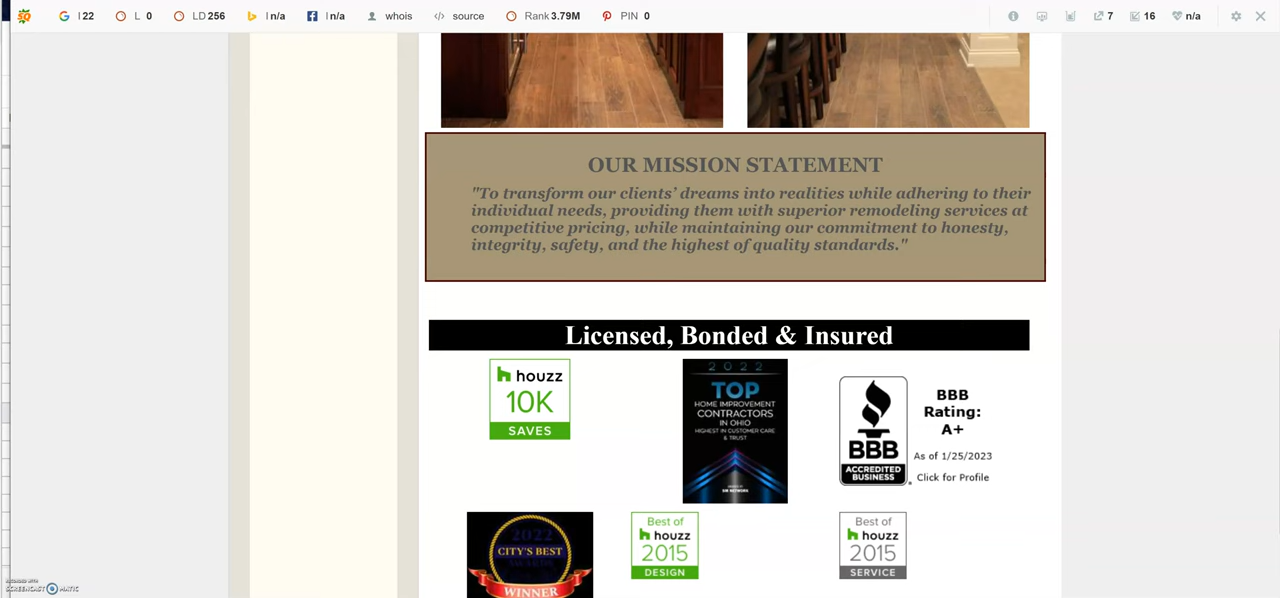 I 22 L 0 LD 256 I n/a I n/a whois source Rank 3.79M PIN 0 7 16 n/a
OUR MISSION STATEMENT
"To transform our clients’ dreams into realities while adhering to their
individual needs, providing them with superior remodeling services at
competitive pricing, while maintaining our commitment to honesty,
integrity, safety, and the highest of quality standards."
Licensed, Bonded & Insured
houzz
10K
SAVES
2022
TOP
HOME IMPROVEMENT
CONTRACTORS
IN OHIO
HIGHEST IN CUSTOMER CARE
& TRUST
BBB
ACCREDITED
BUSINESS
BBB
Rating:
A+
As of 1/25/2023
Click for Profile
2022
CITY'S BEST
AWARDS
WINNER
Best of
houzz
2015
DESIGN
Best of
houzz
2015
SERVICE
RECORDED WITH
SCREENCAST MATIC